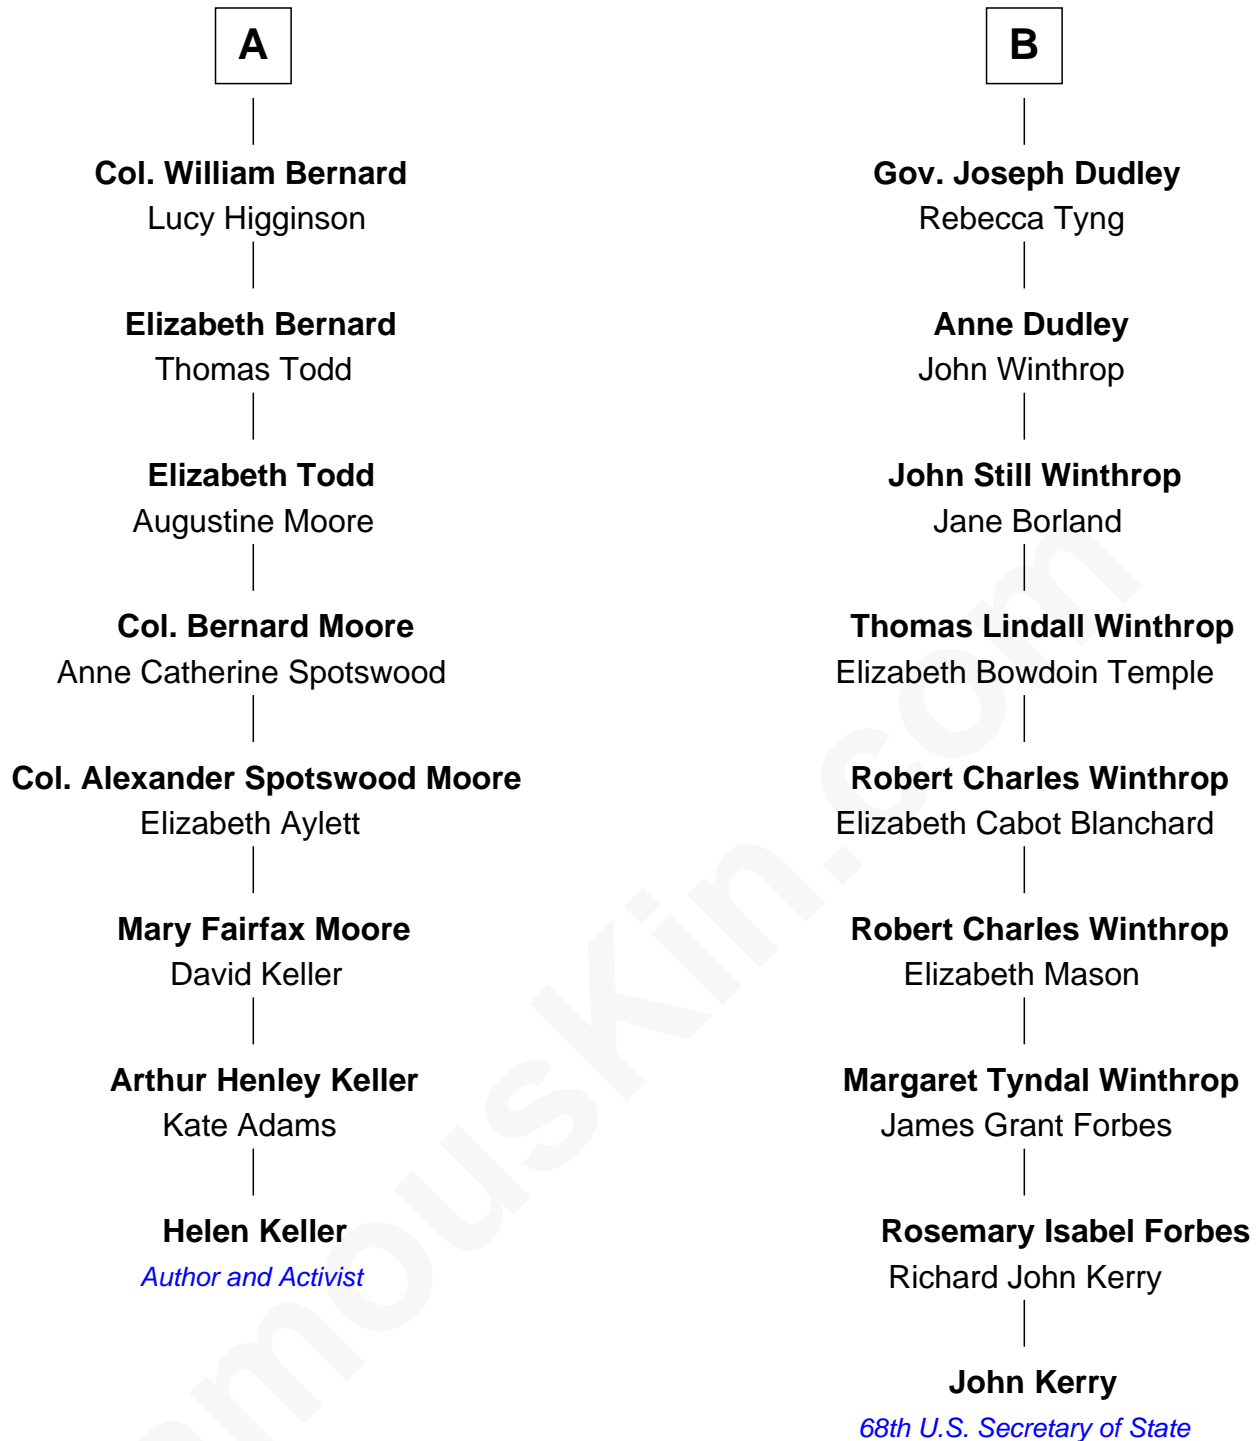 A
Col. William Bernard
Lucy Higginson
Elizabeth Bernard
Thomas Todd
Elizabeth Todd
Augustine Moore
Col. Bernard Moore
Anne Catherine Spotswood
Col. Alexander Spotswood Moore
Elizabeth Aylett
Mary Fairfax Moore
David Keller
Arthur Henley Keller
Kate Adams
Helen Keller
Author and Activist
B
Gov. Joseph Dudley
Rebecca Tyng
Anne Dudley
John Winthrop
John Still Winthrop
Jane Borland
Thomas Lindall Winthrop
Elizabeth Bowdoin Temple
Robert Charles Winthrop
Elizabeth Cabot Blanchard
Robert Charles Winthrop
Elizabeth Mason
Margaret Tyndal Winthrop
James Grant Forbes
Rosemary Isabel Forbes
Richard John Kerry
John Kerry
68th U.S. Secretary of State
amousKin.com